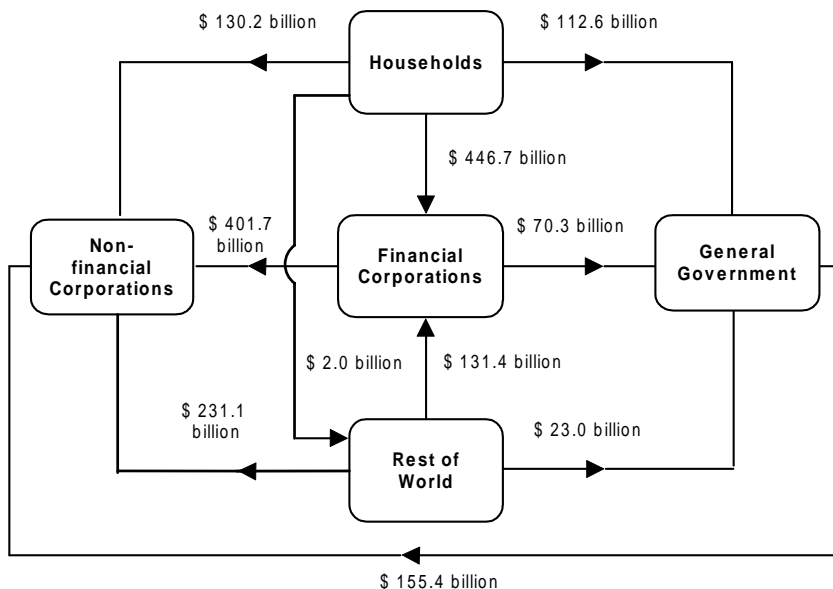 $ 130.2 billion
$ 112.6 billion
Households
$ 446.7 billion
$ 401.7
billion
$ 70.3 billion
Non-
financial
Corporations
Financial
Corporations
General
Government
$ 2.0 billion
$ 131.4 billion
$ 231.1
billion
$ 23.0 billion
Rest of
World
$ 155.4 billion